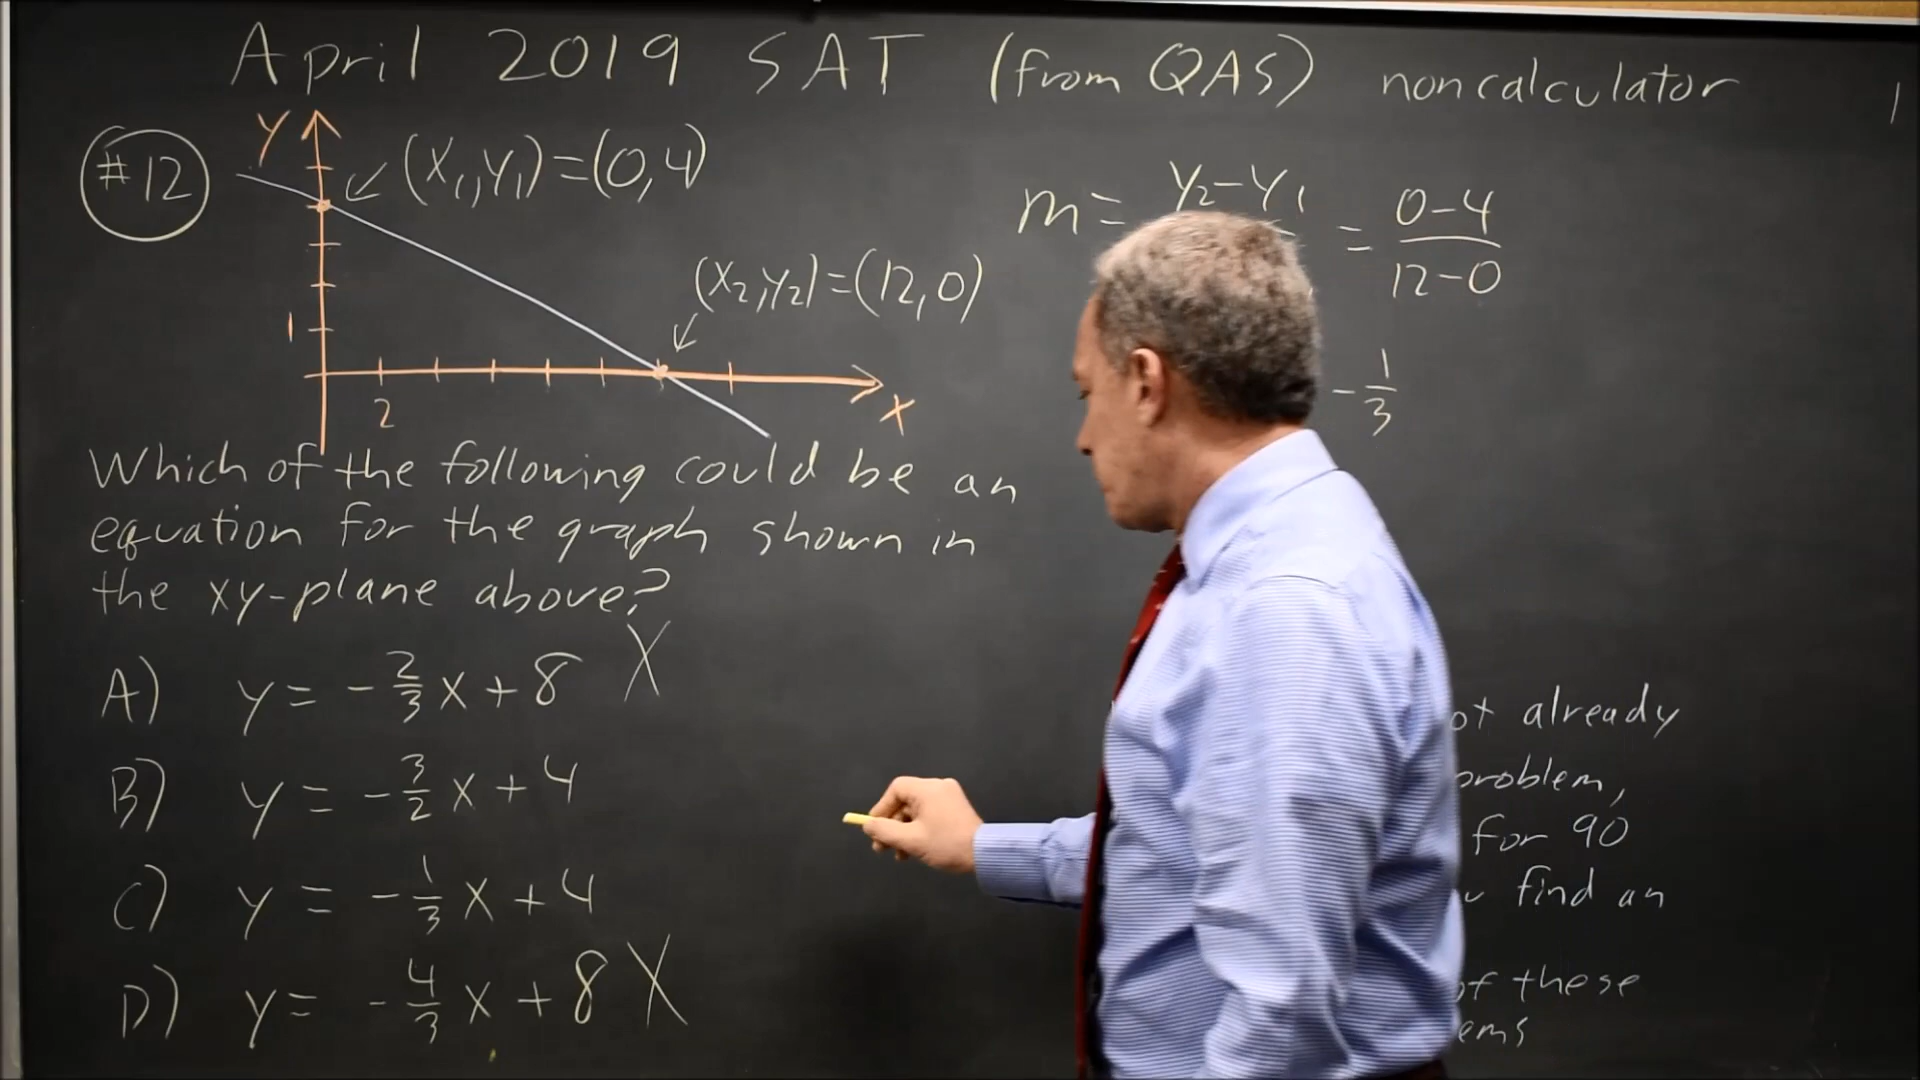 April 2019 SAT (from QAS) noncalculator 1
#12
Y
(X₁,Y₁)=(0,4)
(X₂,Y₂)=(12,0)
1
2
X
m= Y₂-Y₁ = 0-4
12-0
- 1/3
Which of the following could be an
equation for the graph shown in
the xy-plane above?
A) y = - 2/3 x + 8 X
B) y = - 3/2 x + 4
C) y = - 1/3 x + 4
D) y = - 4/3 x + 8 X
already
problem,
for 90
find an
of these